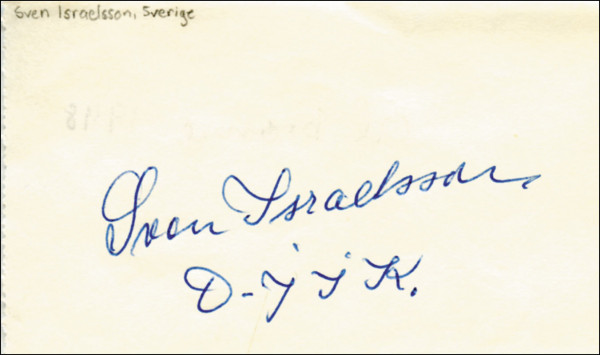 Sven Israelsson, Sverige
Sven Israelsson,
D-j I K.